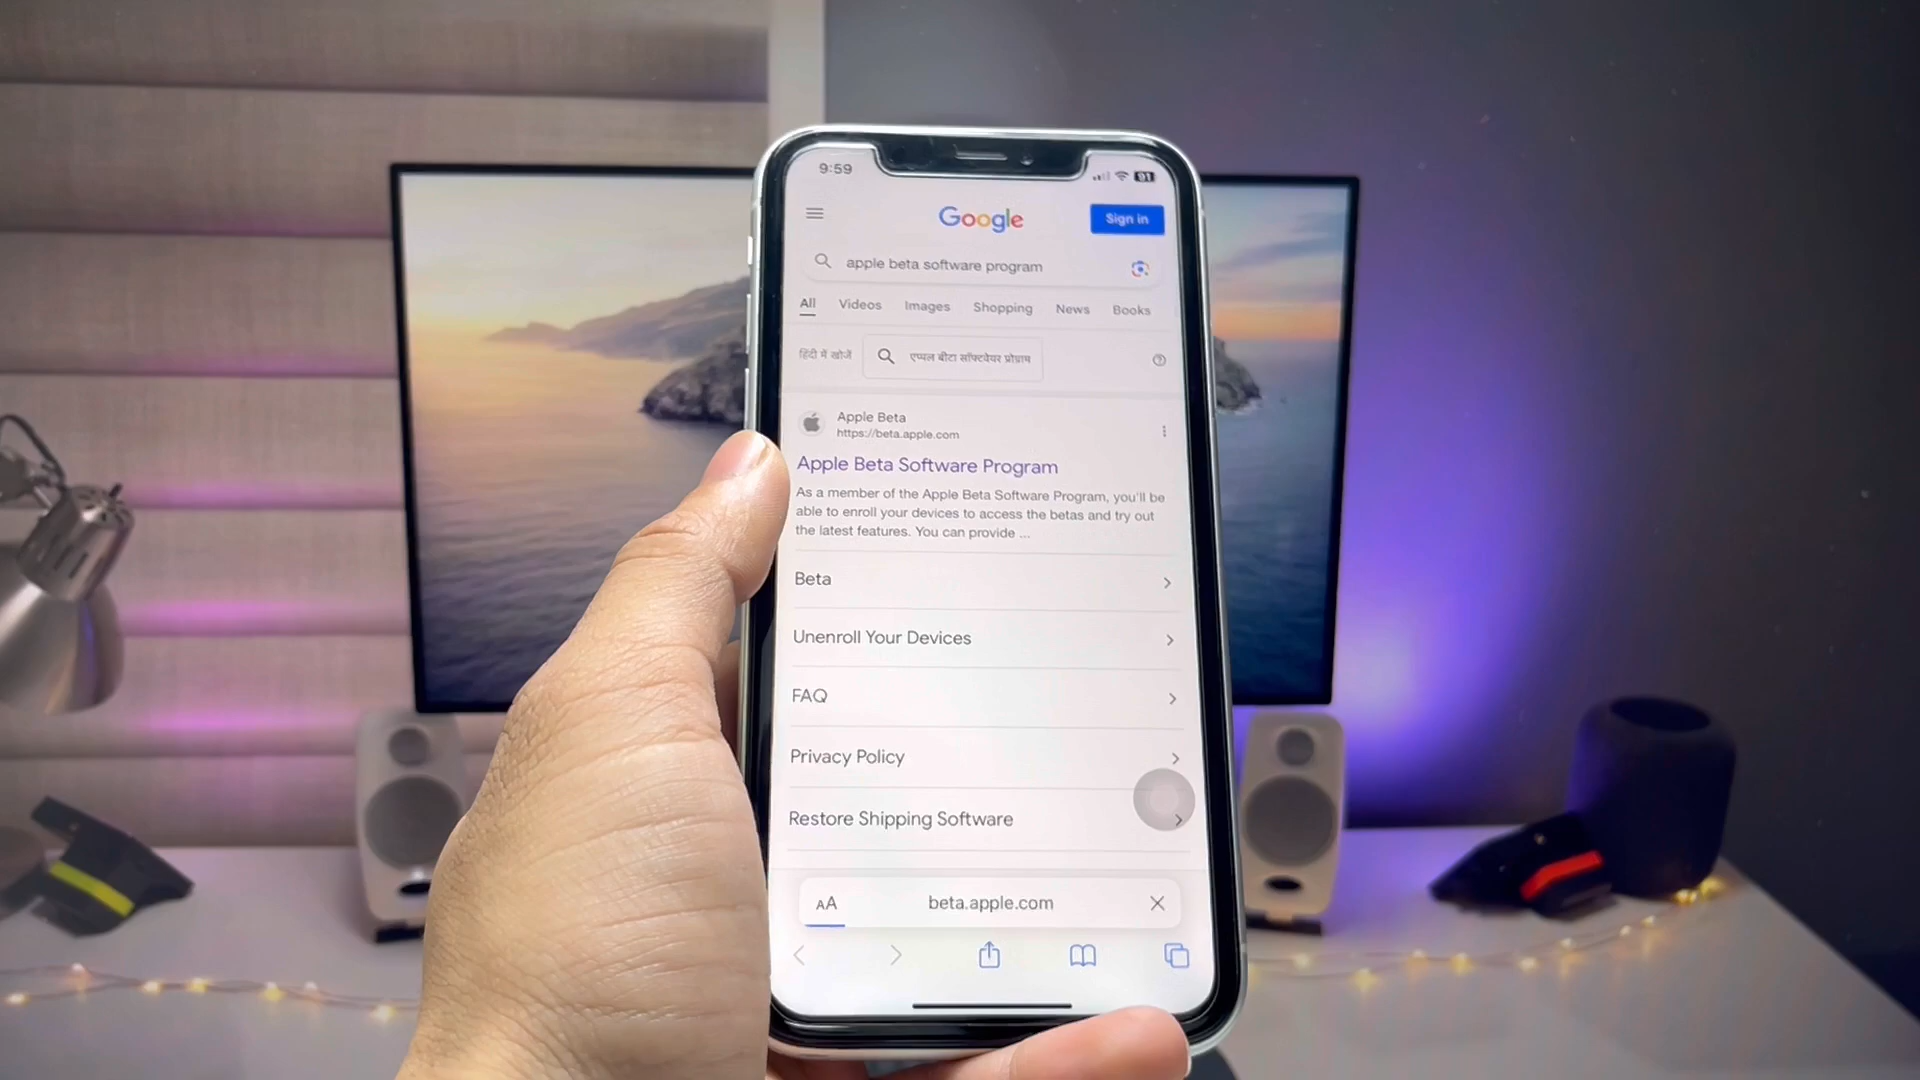 9:59
91
Google
Sign in
apple beta software program
All Videos Images Shopping News Books
हिंदी में खोजें एप्पल बीटा सॉफ्टवेयर प्रोग्राम
Apple Beta
https://beta.apple.com
Apple Beta Software Program
As a member of the Apple Beta Software Program, you'll be
able to enroll your devices to access the betas and try out
the latest features. You can provide ...
Beta
Unenroll Your Devices
FAQ
Privacy Policy
Restore Shipping Software
AA beta.apple.com